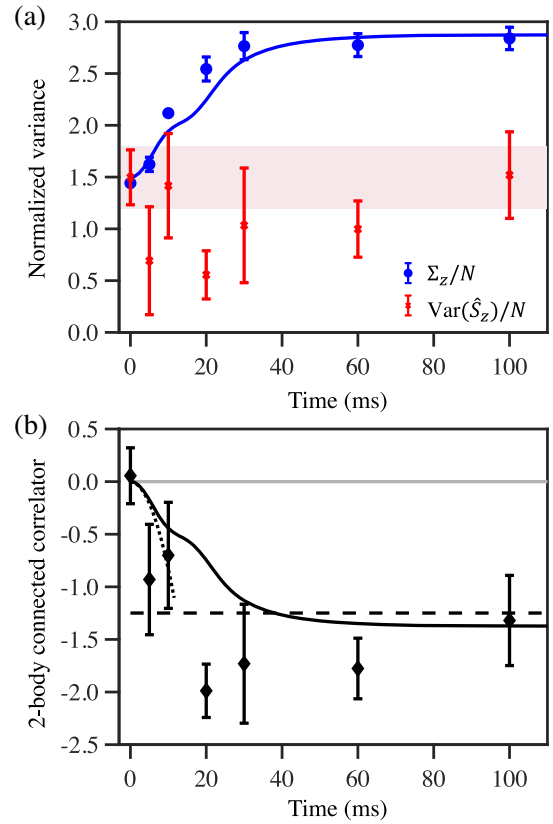 (a)
Normalized variance
3.0
2.5
2.0
1.5
1.0
0.5
0.0
Σz/N
Var(Ŝz)/N
0 20 40 60 80 100
Time (ms)
(b)
2-body connected correlator
0.5
0.0
-0.5
-1.0
-1.5
-2.0
-2.5
0 20 40 60 80 100
Time (ms)